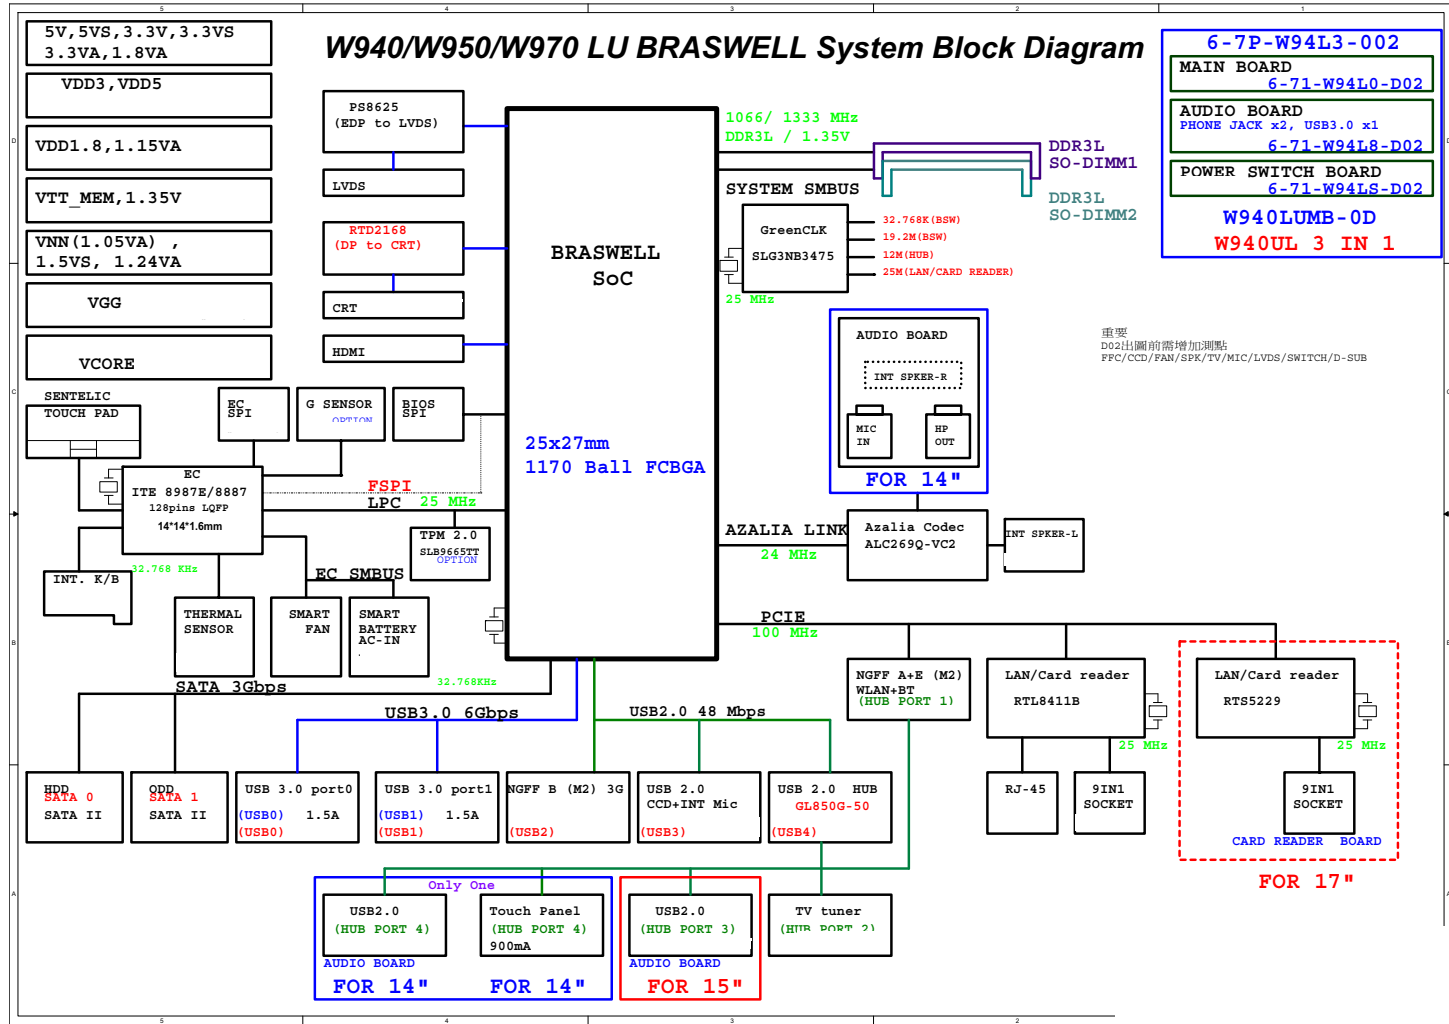 W940/W950/W970 LU BRASWELL System Block Diagram
5V,5VS,3.3V,3.3VS
3.3VA,1.8VA
VDD3,VDD5
VDD1.8,1.15VA
VTT_MEM,1.35V
VNN(1.05VA) ,
1.5VS, 1.24VA
VGG
VCORE
6-7P-W94L3-002
MAIN BOARD
6-71-W94L0-D02
AUDIO BOARD
PHONE JACK x2, USB3.0 x1
6-71-W94L8-D02
POWER SWITCH BOARD
6-71-W94LS-D02
W940LUMB-0D
W940UL 3 IN 1
PS8625
(EDP to LVDS)
LVDS
RTD2168
(DP to CRT)
CRT
HDMI
BRASWELL
SoC
25x27mm
1170 Ball FCBGA
1066/ 1333 MHz
DDR3L / 1.35V
DDR3L
SO-DIMM1
DDR3L
SO-DIMM2
SYSTEM SMBUS
GreenCLK
SLG3NB3475
32.768K(BSW)
19.2M(BSW)
12M(HUB)
25M(LAN/CARD READER)
25 MHz
重要
D02出圖前需增加測點
FFC/CCD/FAN/SPK/TV/MIC/LVDS/SWITCH/D-SUB
AUDIO BOARD
INT SPKER-R
MIC
IN
HP
OUT
FOR 14"
SENTELIC
TOUCH PAD
EC
SPI
G SENSOR
OPTION
BIOS
SPI
EC
ITE 8987E/8887
128pins LQFP
14*14*1.6mm
32.768 KHz
FSPI
LPC
25 MHz
TPM 2.0
SLB9665TT
OPTION
AZALIA LINK
24 MHz
Azalia Codec
ALC269Q-VC2
INT SPKER-L
INT. K/B
EC SMBUS
THERMAL
SENSOR
SMART
FAN
SMART
BATTERY
AC-IN
PCIE
100 MHz
32.768KHz
SATA 3Gbps
USB3.0 6Gbps
USB2.0 48 Mbps
NGFF A+E (M2)
WLAN+BT
(HUB PORT 1)
LAN/Card reader
RTL8411B
25 MHz
LAN/Card reader
RTS5229
25 MHz
HDD
SATA 0
SATA II
ODD
SATA 1
SATA II
USB 3.0 port0
(USB0) 1.5A
(USB0)
USB 3.0 port1
(USB1) 1.5A
(USB1)
NGFF B (M2) 3G
(USB2)
USB 2.0
CCD+INT Mic
(USB3)
USB 2.0 HUB
GL850G-50
(USB4)
RJ-45
9IN1
SOCKET
9IN1
SOCKET
CARD READER BOARD
FOR 17"
Only One
USB2.0
(HUB PORT 4)
AUDIO BOARD
FOR 14"
Touch Panel
(HUB PORT 4)
900mA
FOR 14"
USB2.0
(HUB PORT 3)
AUDIO BOARD
FOR 15"
TV tuner
(HUB PORT 2)
5
4
3
2
1
D
C
B
A
D
C
B
A
5
4
3
2